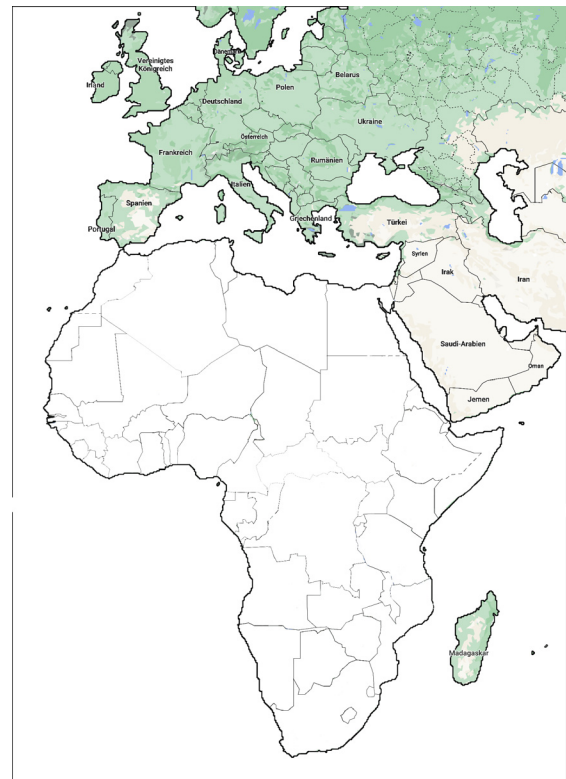 Dänemark
Vereinigtes
Königreich
Irland
Belarus
Polen
Deutschland
Ukraine
Österreich
Frankreich
Rumänien
Italien
Spanien
Griechenland
Portugal
Türkei
Syrien
Irak
Iran
Saudi-Arabien
Oman
Jemen
Madagaskar